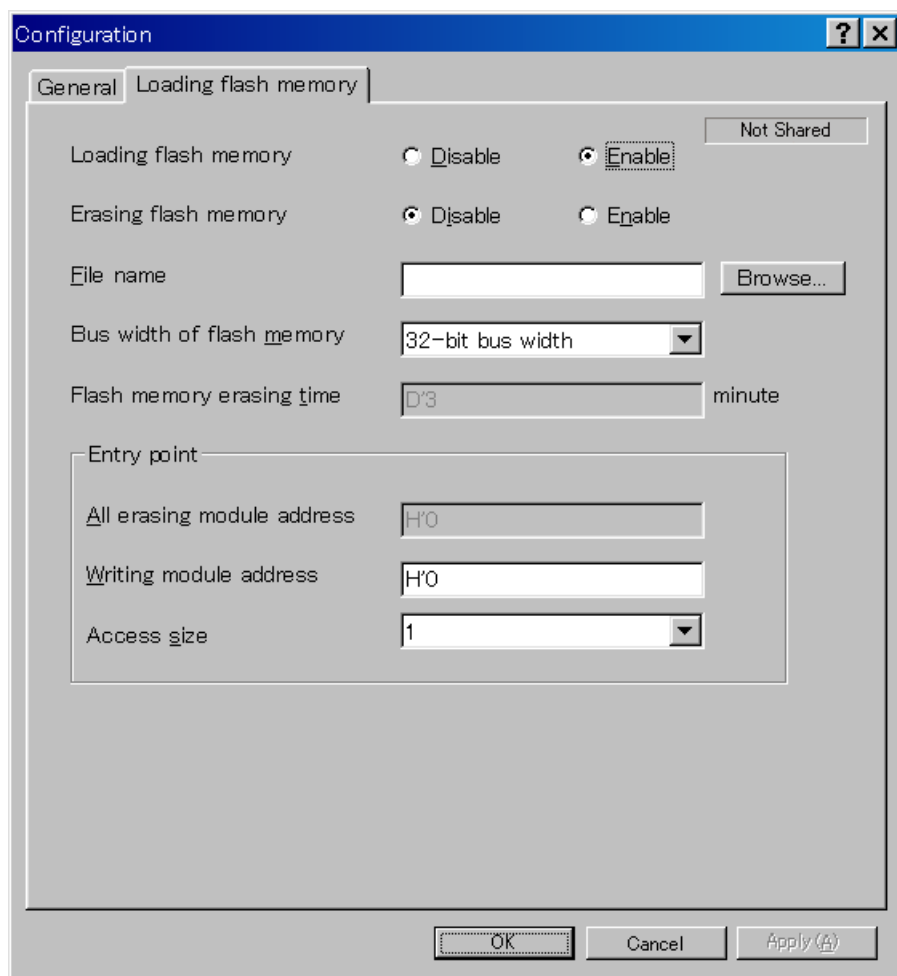 Configuration
General Loading flash memory
Not Shared
Loading flash memory Disable Enable
Erasing flash memory Disable Enable
File name Browse...
Bus width of flash memory 32-bit bus width
Flash memory erasing time D'3 minute
Entry point
All erasing module address H'0
Writing module address H'0
Access size 1
OK Cancel Apply(A)